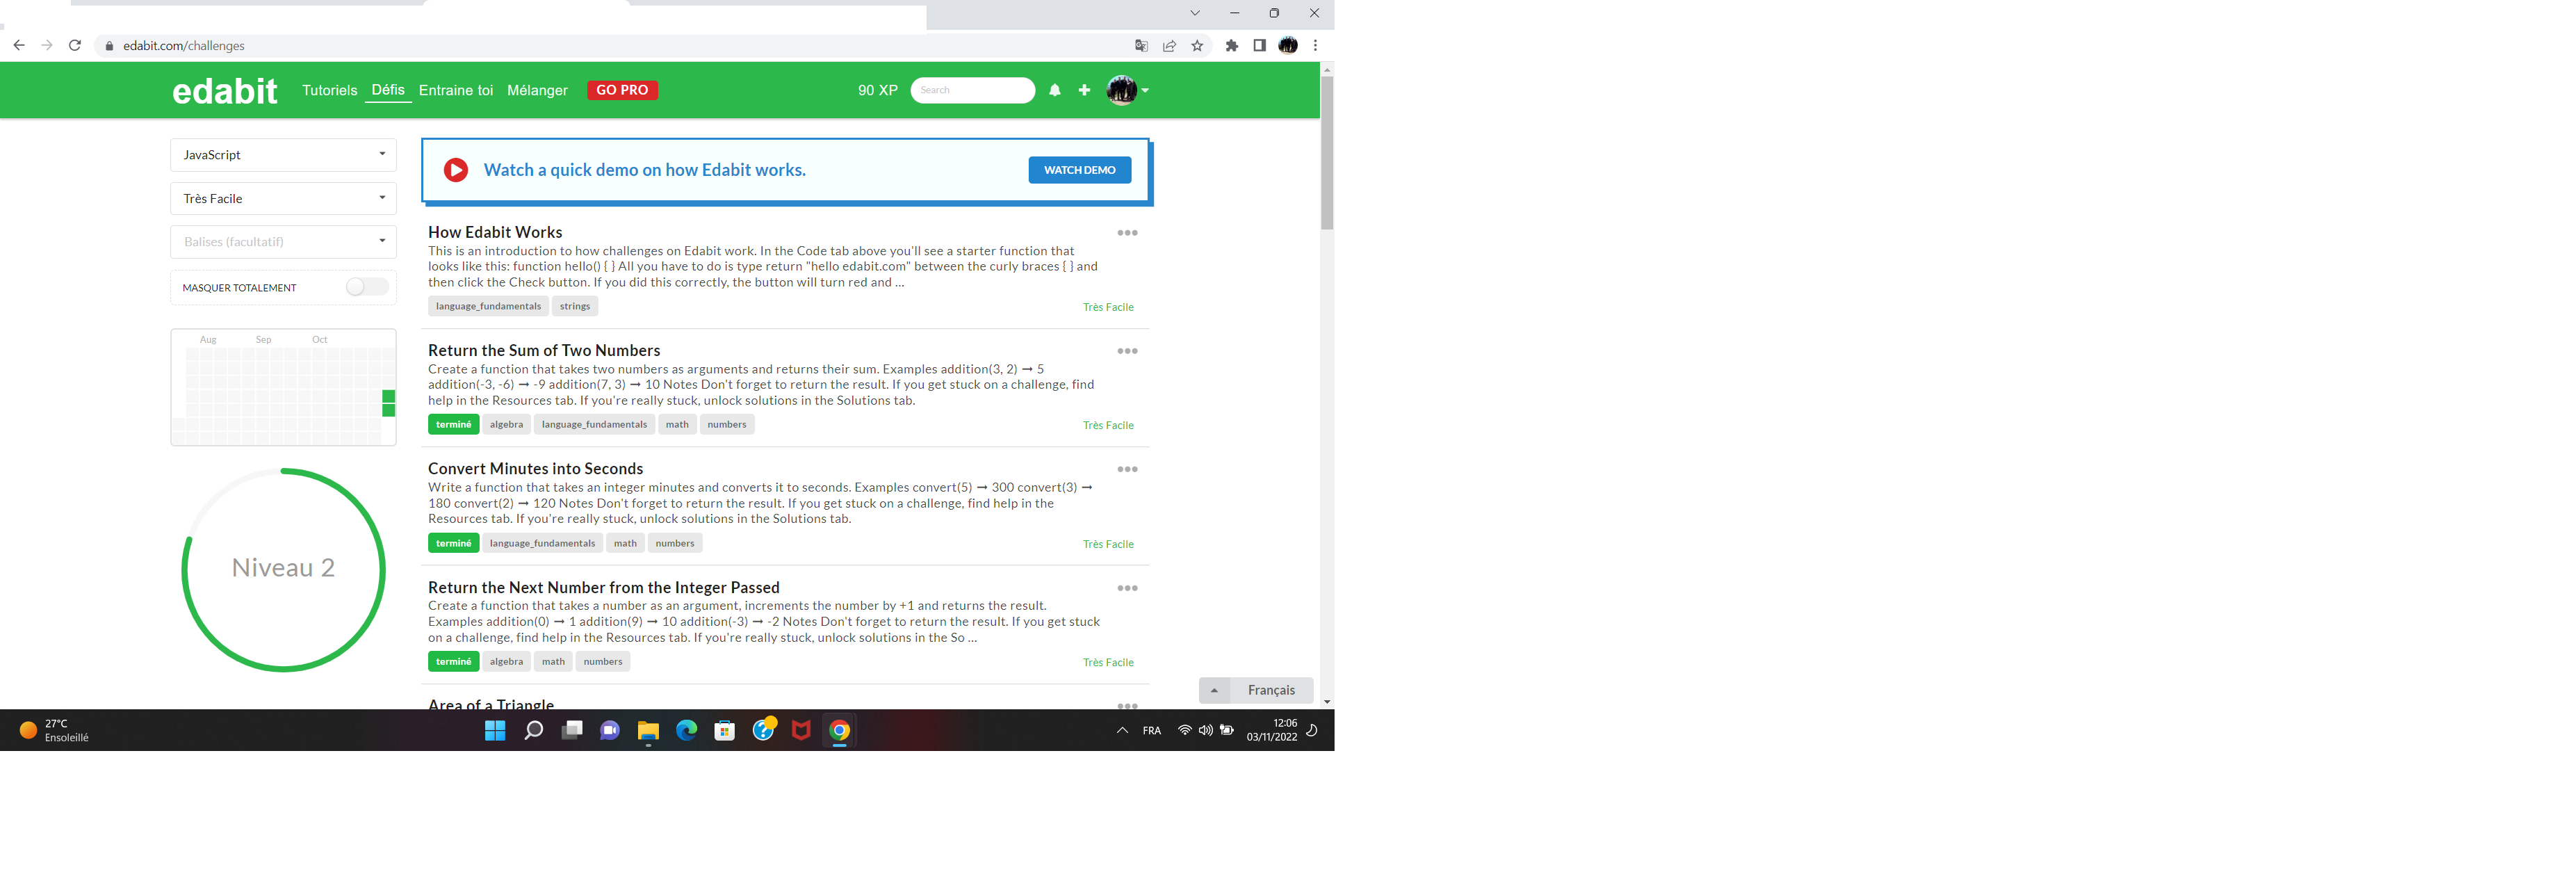 edabit.com/challenges
edabit Tutoriels Défis Entraine toi Mélanger GO PRO 90 XP Search
JavaScript
Très Facile
Balises (facultatif)
MASQUER TOTALEMENT
Aug Sep Oct
Niveau 2
Watch a quick demo on how Edabit works. WATCH DEMO
How Edabit Works
This is an introduction to how challenges on Edabit work. In the Code tab above you'll see a starter function that
looks like this: function hello() { } All you have to do is type return "hello edabit.com" between the curly braces { } and
then click the Check button. If you did this correctly, the button will turn red and ...
language_fundamentals strings Très Facile
Return the Sum of Two Numbers
Create a function that takes two numbers as arguments and returns their sum. Examples addition(3, 2) ➞ 5
addition(-3, -6) ➞ -9 addition(7, 3) ➞ 10 Notes Don't forget to return the result. If you get stuck on a challenge, find
help in the Resources tab. If you're really stuck, unlock solutions in the Solutions tab.
terminé algebra language_fundamentals math numbers Très Facile
Convert Minutes into Seconds
Write a function that takes an integer minutes and converts it to seconds. Examples convert(5) ➞ 300 convert(3) ➞
180 convert(2) ➞ 120 Notes Don't forget to return the result. If you get stuck on a challenge, find help in the
Resources tab. If you're really stuck, unlock solutions in the Solutions tab.
terminé language_fundamentals math numbers Très Facile
Return the Next Number from the Integer Passed
Create a function that takes a number as an argument, increments the number by +1 and returns the result.
Examples addition(0) ➞ 1 addition(9) ➞ 10 addition(-3) ➞ -2 Notes Don't forget to return the result. If you get stuck
on a challenge, find help in the Resources tab. If you're really stuck, unlock solutions in the So ...
terminé algebra math numbers Très Facile
Area of a Triangle
Français
27°C
Ensoleillé
FRA
12:06
03/11/2022